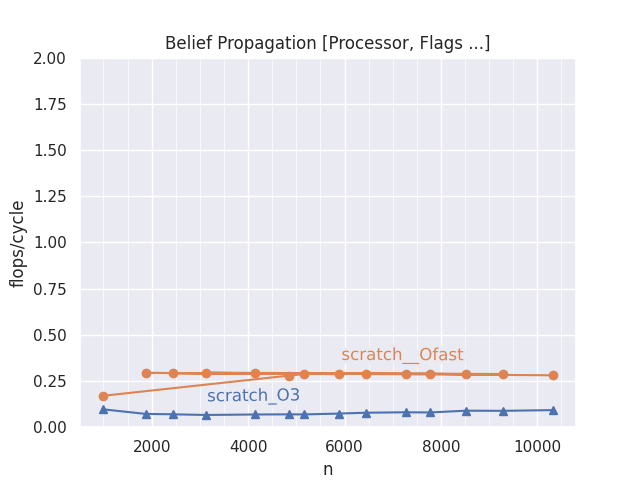 Belief Propagation [Processor, Flags ...]
2.00
1.75
1.50
1.25
1.00
0.75
0.50
0.25
0.00
flops/cycle
scratch__Ofast
scratch_O3
2000 4000 6000 8000 10000
n